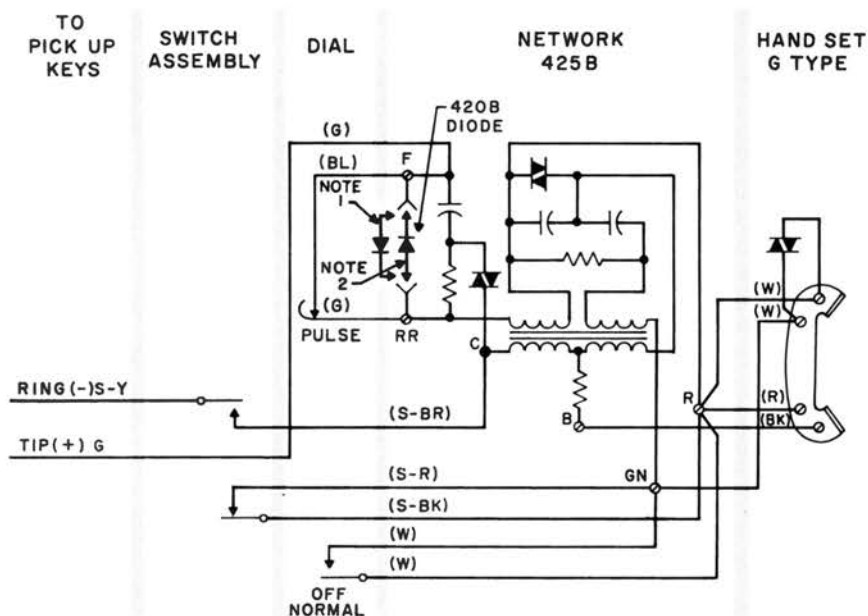 TO
PICK UP
KEYS
SWITCH
ASSEMBLY
DIAL
NETWORK
425B
HAND SET
G TYPE
420B
DIODE
(G)
(BL)
F
NOTE
1
NOTE
2
(G)
PULSE
RR
C
(W)
(W)
RING(-)S-Y
(S-BR)
R
(R)
B
(BK)
TIP(+) G
(S-R)
GN
(S-BK)
(W)
(W)
OFF
NORMAL